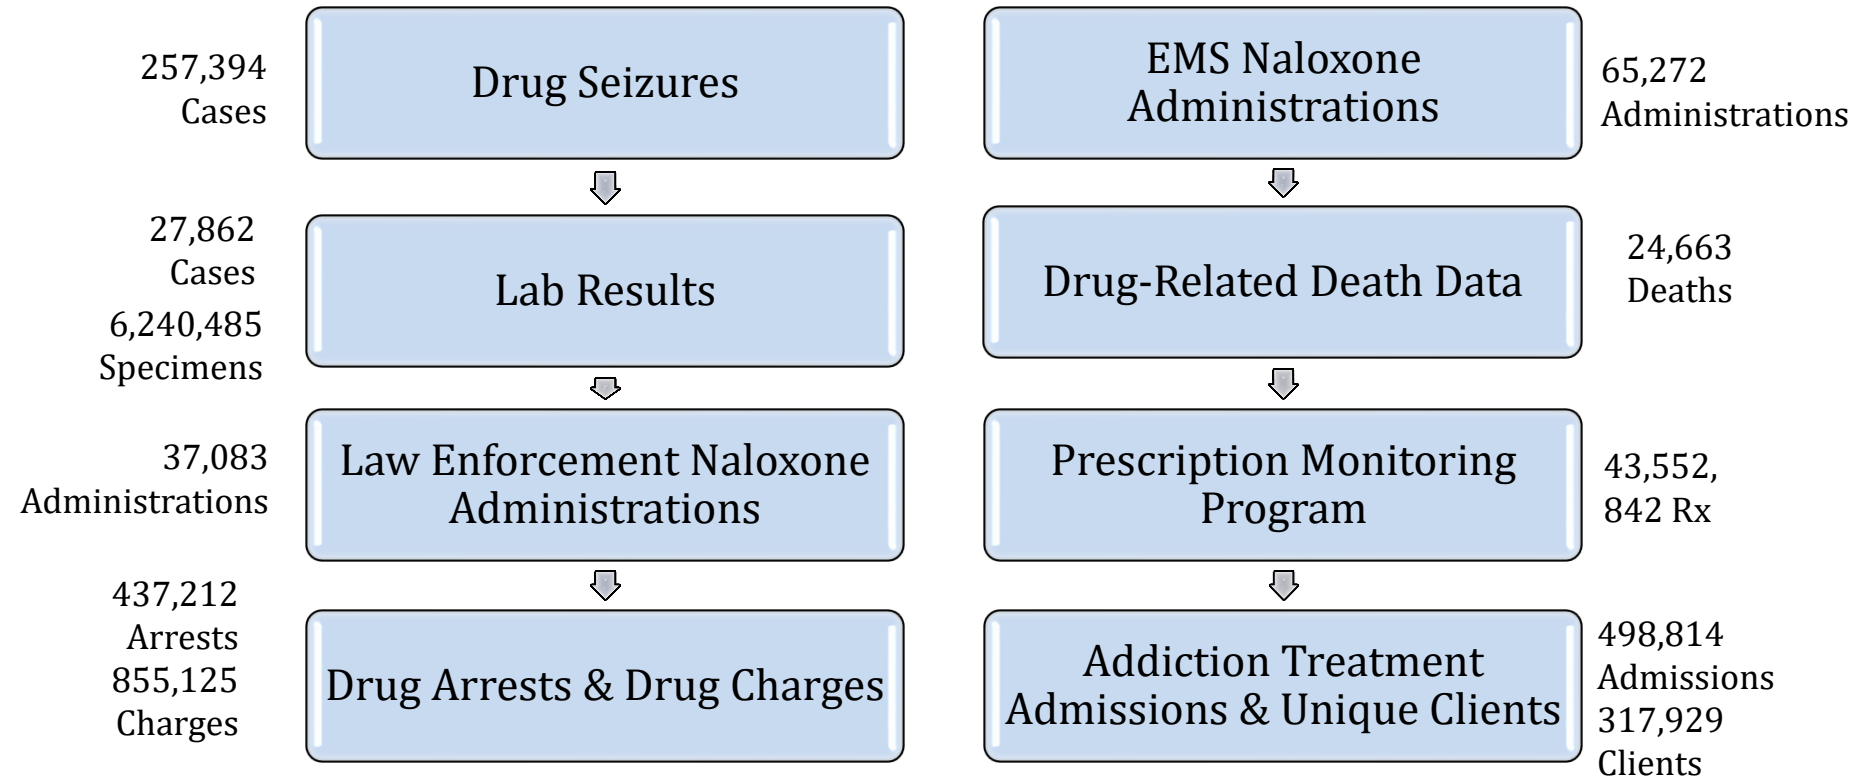 257,394
Cases
Drug Seizures
27,862
Cases
6,240,485
Specimens
Lab Results
37,083
Administrations
Law Enforcement Naloxone
Administrations
437,212
Arrests
855,125
Charges
Drug Arrests & Drug Charges
EMS Naloxone
Administrations
65,272
Administrations
Drug-Related Death Data
24,663
Deaths
Prescription Monitoring
Program
43,552,
842 Rx
Addiction Treatment
Admissions & Unique Clients
498,814
Admissions
317,929
Clients